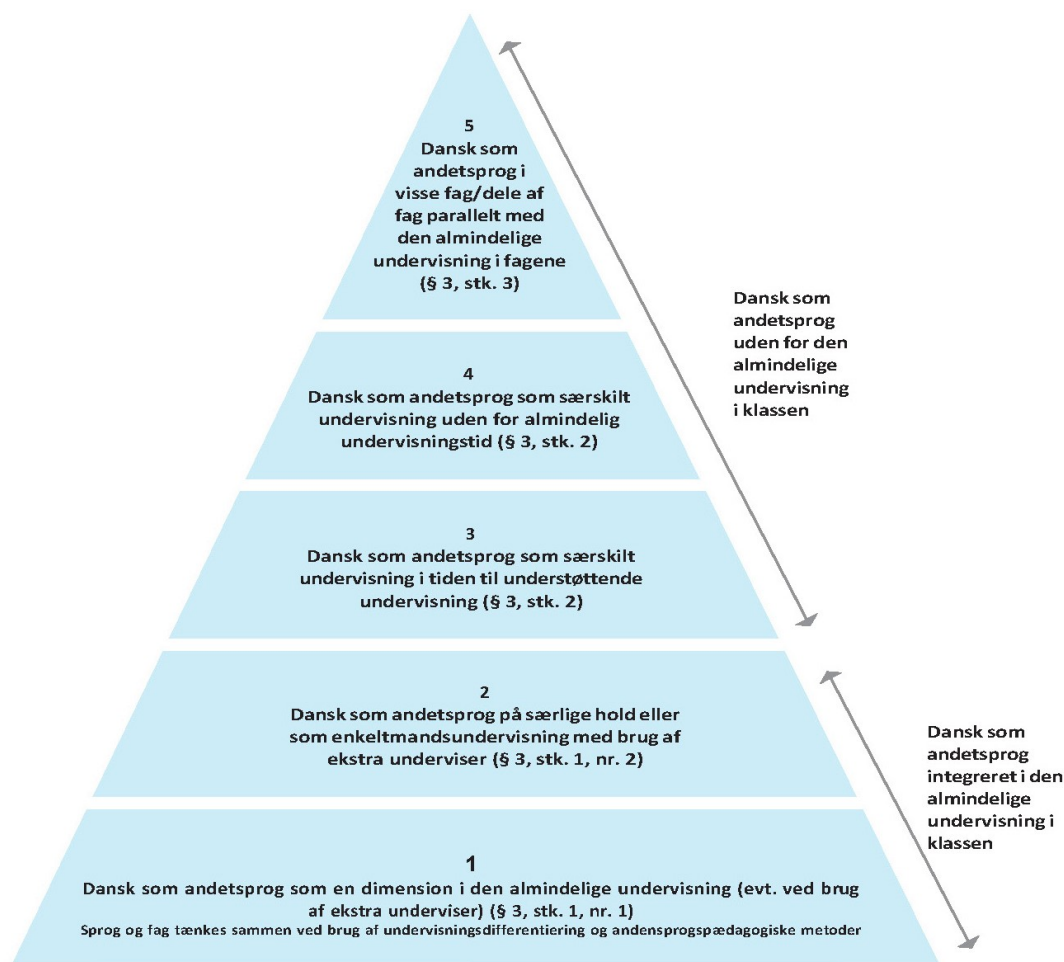 5
Dansk som
andetsprog i
visse fag/dele af
fag parallelt med
den almindelige
undervisning i fagene
(§ 3, stk. 3)
Dansk som
andetsprog
uden for den
almindelige
undervisning
i klassen
4
Dansk som andetsprog som særskilt
undervisning uden for almindelig
undervisningstid (§ 3, stk. 2)
3
Dansk som andetsprog som særskilt
undervisning i tiden til understøttende
undervisning (§ 3, stk. 2)
2
Dansk som andetsprog på særlige hold eller
som enkeltmandsundervisning med brug af
ekstra underviser (§ 3, stk. 1, nr. 2)
Dansk som
andetsprog
integreret i den
almindelige
undervisning i
klassen
1
Dansk som andetsprog som en dimension i den almindelige undervisning (evt. ved brug
af ekstra underviser) (§ 3, stk. 1, nr. 1)
Sprog og fag tænkes sammen ved brug af undervisningsdifferentiering og andensprogspædagogiske metoder